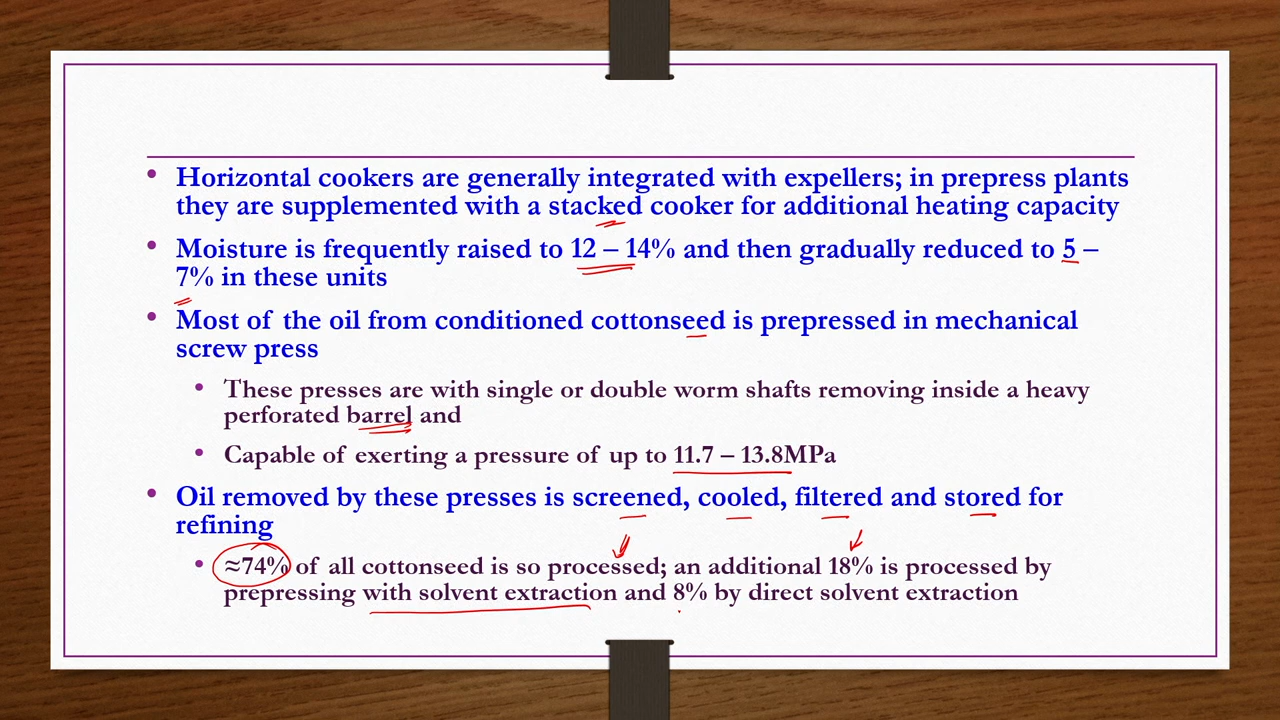 • Horizontal cookers are generally integrated with expellers; in prepress plants
they are supplemented with a stacked cooker for additional heating capacity
• Moisture is frequently raised to 12 – 14% and then gradually reduced to 5 –
7% in these units
• Most of the oil from conditioned cottonseed is prepressed in mechanical
screw press
• These presses are with single or double worm shafts removing inside a heavy
perforated barrel and
• Capable of exerting a pressure of up to 11.7 – 13.8MPa
• Oil removed by these presses is screened, cooled, filtered and stored for
refining
• ≈74% of all cottonseed is so processed; an additional 18% is processed by
prepressing with solvent extraction and 8% by direct solvent extraction